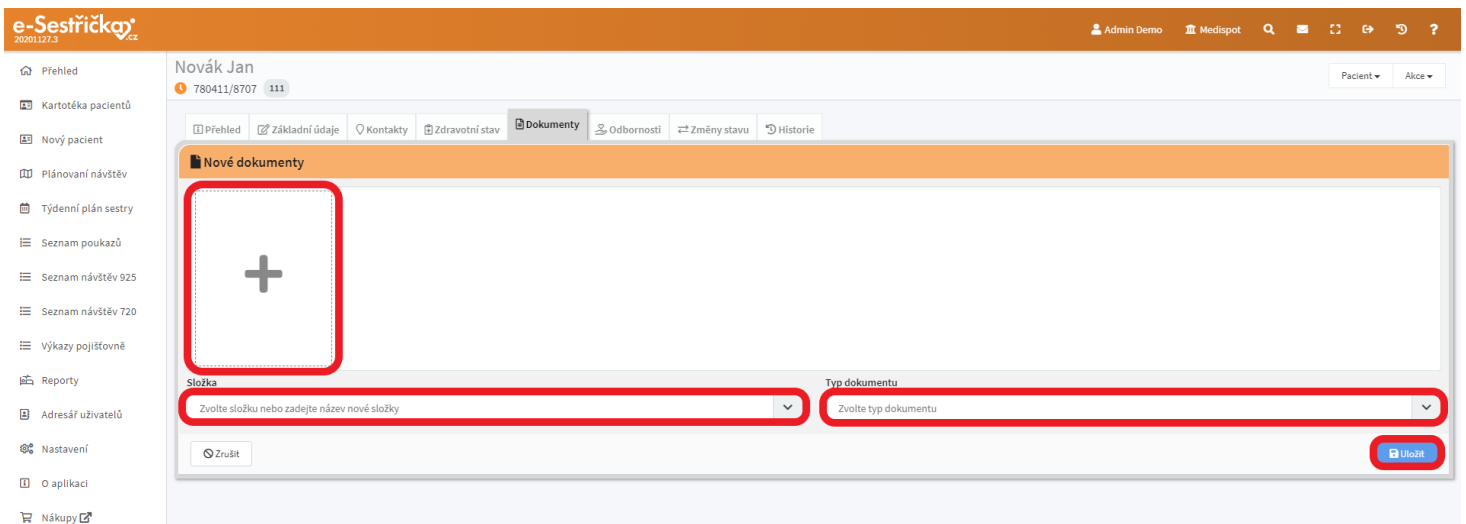 e-Sestřička.cz
20201127.3
Admin Demo Medispot ?
Přehled
Kartotéka pacientů
Nový pacient
Plánovaní návštěv
Týdenní plán sestry
Seznam poukazů
Seznam návštěv 925
Seznam návštěv 720
Výkazy pojišťovně
Reporty
Adresář uživatelů
Nastavení
O aplikaci
Nákupy
Novák Jan
780411/8707 111
Pacient Akce
Přehled Základní údaje Kontakty Zdravotní stav Dokumenty Odbornosti Změny stavu Historie
Nové dokumenty
Složka Typ dokumentu
Zvolte složku nebo zadejte název nové složky Zvolte typ dokumentu
Zrušit Uložit